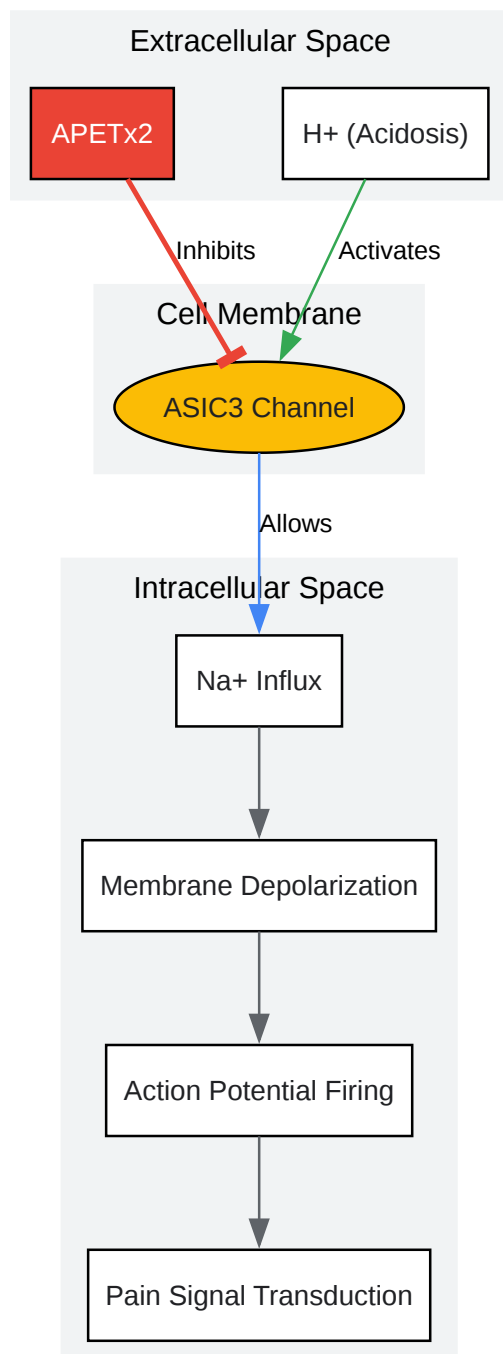 Extracellular Space
APETx2
H+ (Acidosis)
Inhibits
Activates
Cell Membrane
ASIC3 Channel
Allows
Intracellular Space
Na+ Influx
Membrane Depolarization
Action Potential Firing
Pain Signal Transduction